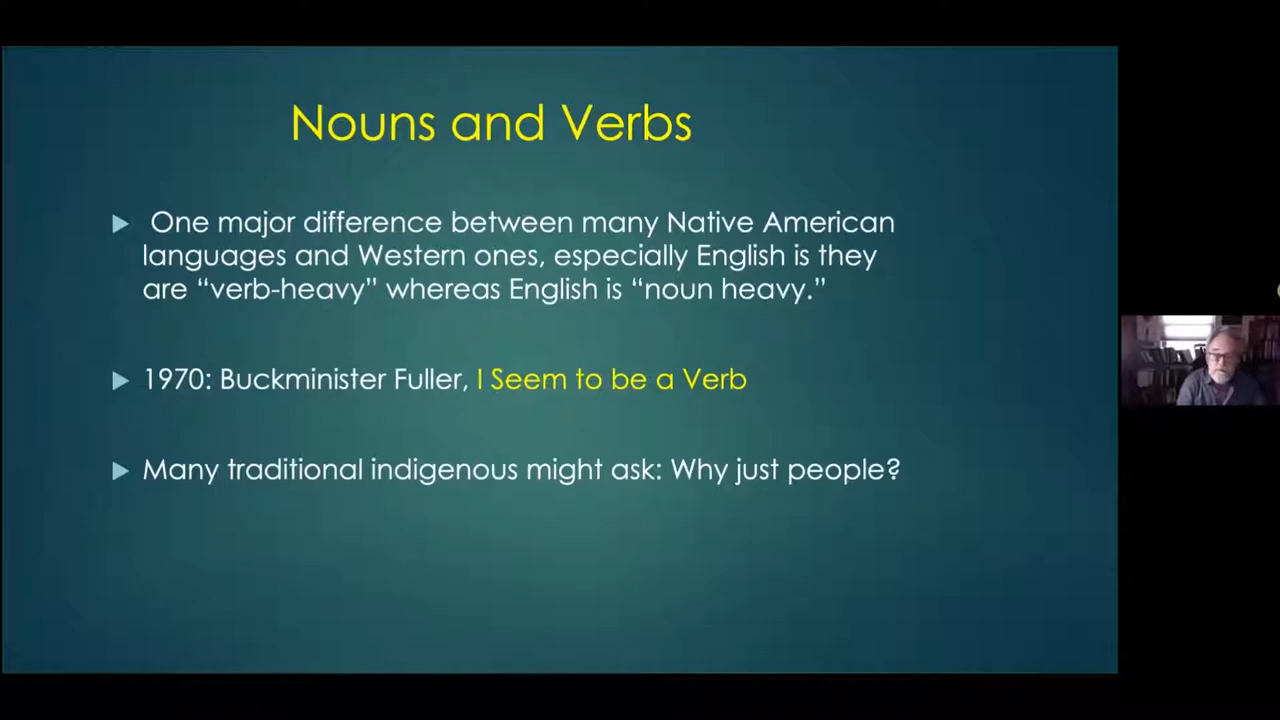 Nouns and Verbs
One major difference between many Native American
languages and Western ones, especially English is they
are “verb-heavy” whereas English is “noun heavy.”
1970: Buckminister Fuller, I Seem to be a Verb
Many traditional indigenous might ask: Why just people?